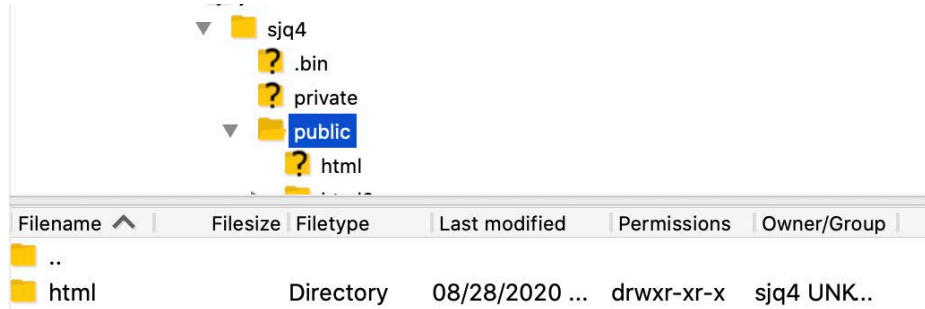 sjq4
.bin
private
public
html
Filename Filesize Filetype Last modified Permissions Owner/Group
..
html Directory 08/28/2020 ... drwxr-xr-x sjq4 UNK...